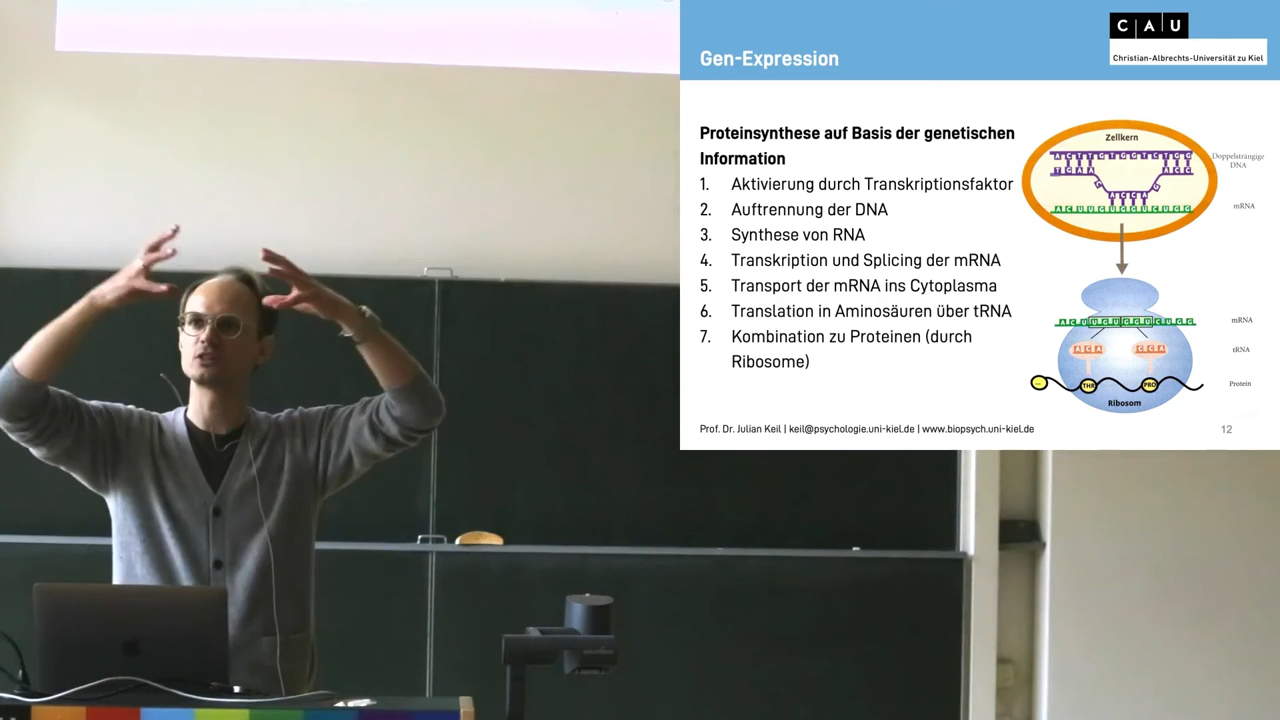 CAU
Christian-Albrechts-Universität zu Kiel
Gen-Expression
Proteinsynthese auf Basis der genetischen
Information
1. Aktivierung durch Transkriptionsfaktor
2. Auftrennung der DNA
3. Synthese von RNA
4. Transkription und Splicing der mRNA
5. Transport der mRNA ins Cytoplasma
6. Translation in Aminosäuren über tRNA
7. Kombination zu Proteinen (durch
Ribosome)
Zellkern
Doppelsträngige
DNA
mRNA
mRNA
ACA
CCA
tRNA
THR
PRO
Protein
Ribosom
Prof. Dr. Julian Keil | keil@psychologie.uni-kiel.de | www.biopsych.uni-kiel.de
12